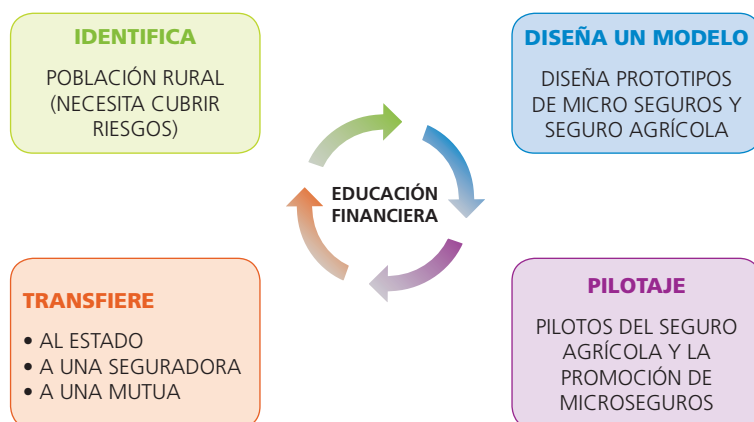 IDENTIFICA
POBLACIÓN RURAL
(NECESITA CUBRIR
RIESGOS)
DISEÑA UN MODELO
DISEÑA PROTIPOS
DE MICRO SEGUROS Y
SEGURO AGRÍCOLA
EDUCACIÓN
FINANCIERA
TRANSFIERE
• AL ESTADO
• A UNA SEGURADORA
• A UNA MUTUA
PILOTAJE
PILOTOS DEL SEGURO
AGRÍCOLA Y LA
PROMOCIÓN DE
MICROSEGUROS